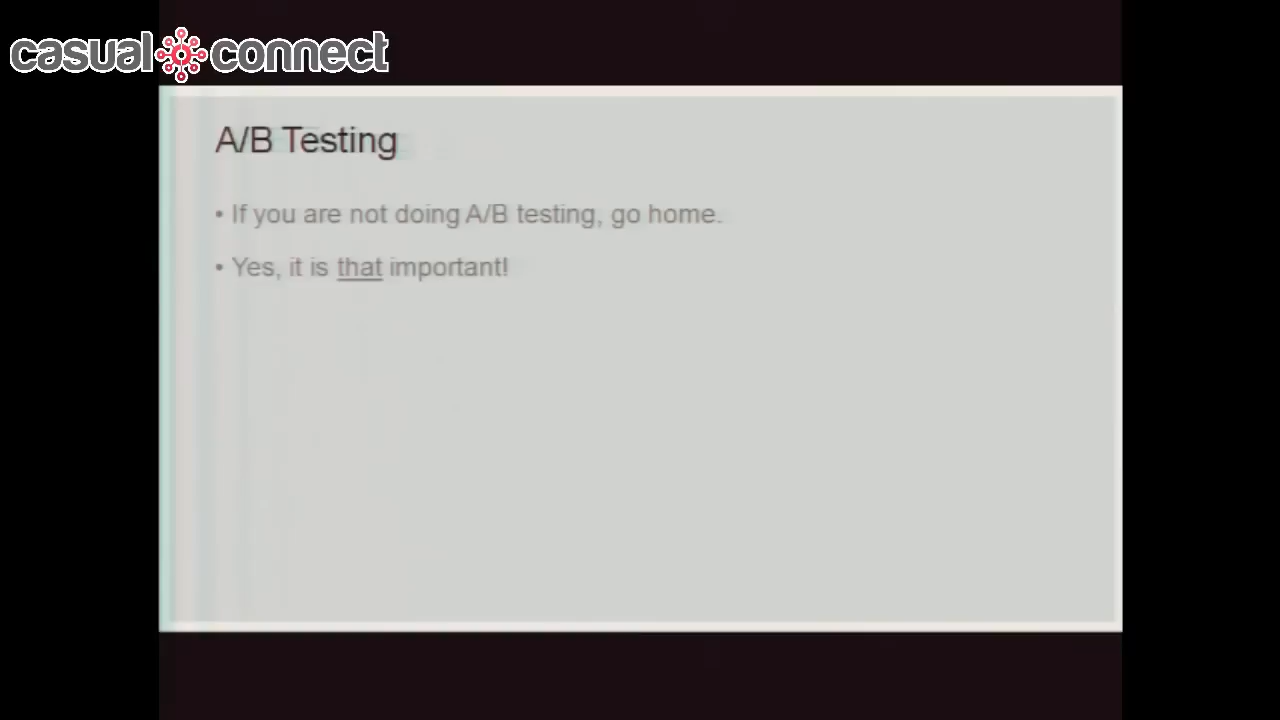 casual connect
A/B Testing
• If you are not doing A/B testing, go home.
• Yes, it is that important!